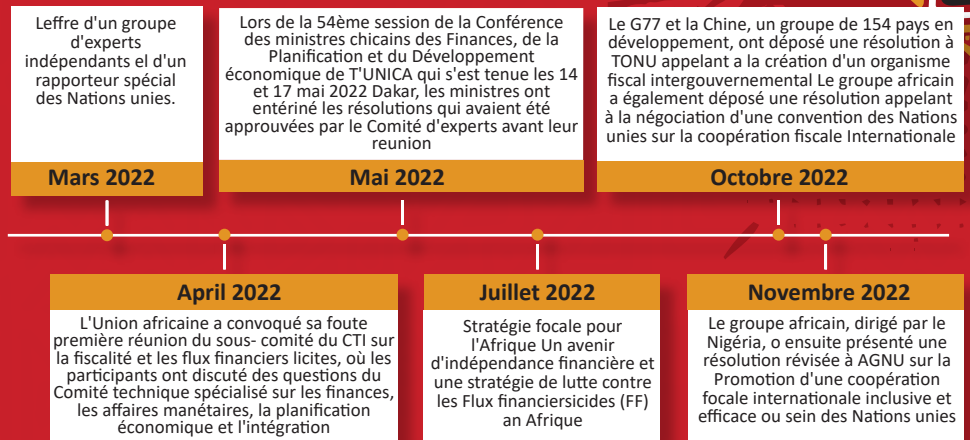 Leffre d'un groupe
d'experts
indépendants el d'un
rapporteur spécial
des Nations unies.
Mars 2022
April 2022
L'Union africaine a convoqué sa foute
première réunion du sous- comité du CTI sur
la fiscalité et les flux financiers licites, où les
participants ont discuté des questions du
Comité technique spécialisé sur les finances,
les affaires manétaires, la planification
économique et l'intégration
Lors de la 54ème session de la Conférence
des ministres chicains des Finances, de la
Planification et du Développement
économique de T'UNICA qui s'est tenue les 14
et 17 mai 2022 Dakar, les ministres ont
entériné les résolutions qui avaient été
approuvées par le Comité d'experts avant leur
reunion
Mai 2022
Juillet 2022
Stratégie focale pour
l'Afrique Un avenir
d'indépendance financière et
une stratégie de lutte contre
les Flux financiersicides (FF)
an Afrique
Le G77 et la Chine, un groupe de 154 pays en
développement, ont déposé une résolution à
TONU appelant a la création d'un organisme
fiscal intergouvernemental Le groupe africain
a également déposé une résolution appelant
à la négociation d'une convention des Nations
unies sur la coopération fiscale Internationale
Octobre 2022
Novembre 2022
Le groupe africain, dirigé par le
Nigéria, o ensuite présenté une
résolution révisée à AGNU sur la
Promotion d'une coopération
focale internationale inclusive et
efficace ou sein des Nations unies